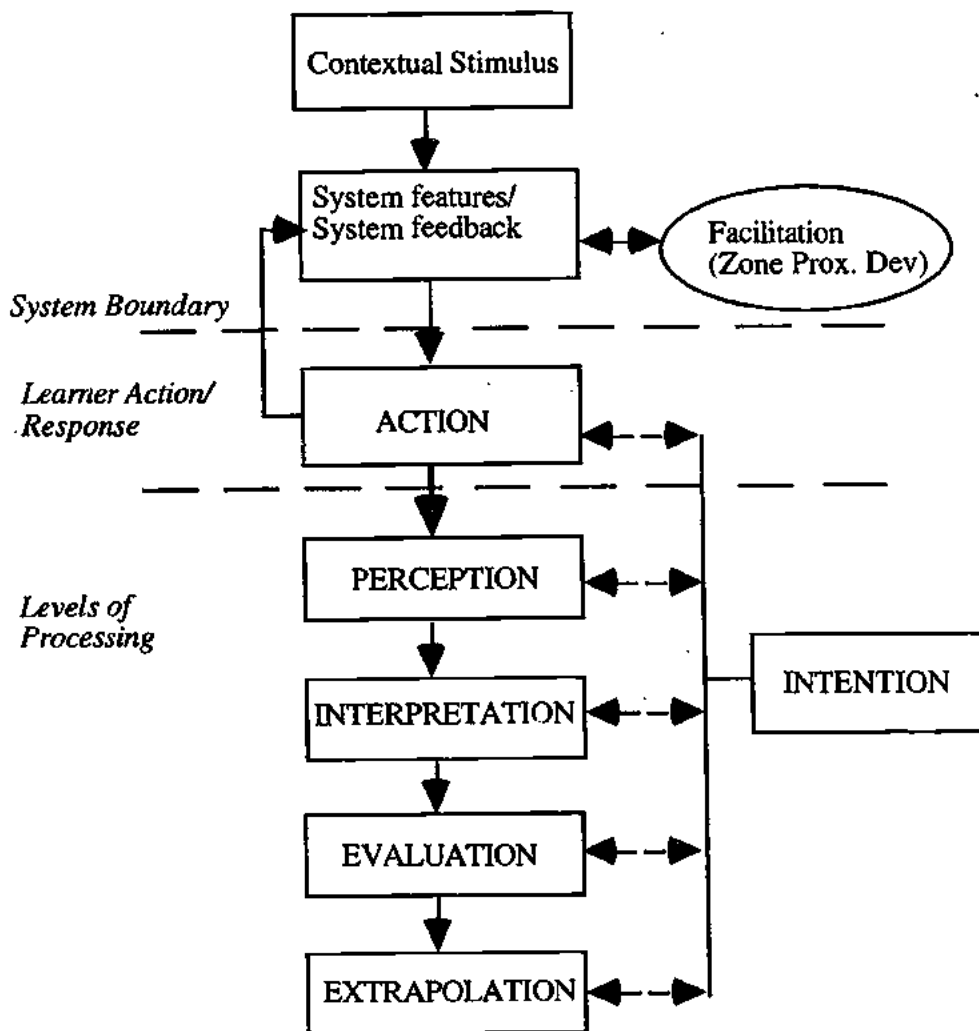 Contextual Stimulus
System features/
System feedback
Facilitation
(Zone Prox. Dev)
System Boundary
Learner Action/
Response
ACTION
PERCEPTION
Levels of
Processing
INTERPRETATION
INTENTION
EVALUATION
EXTRAPOLATION